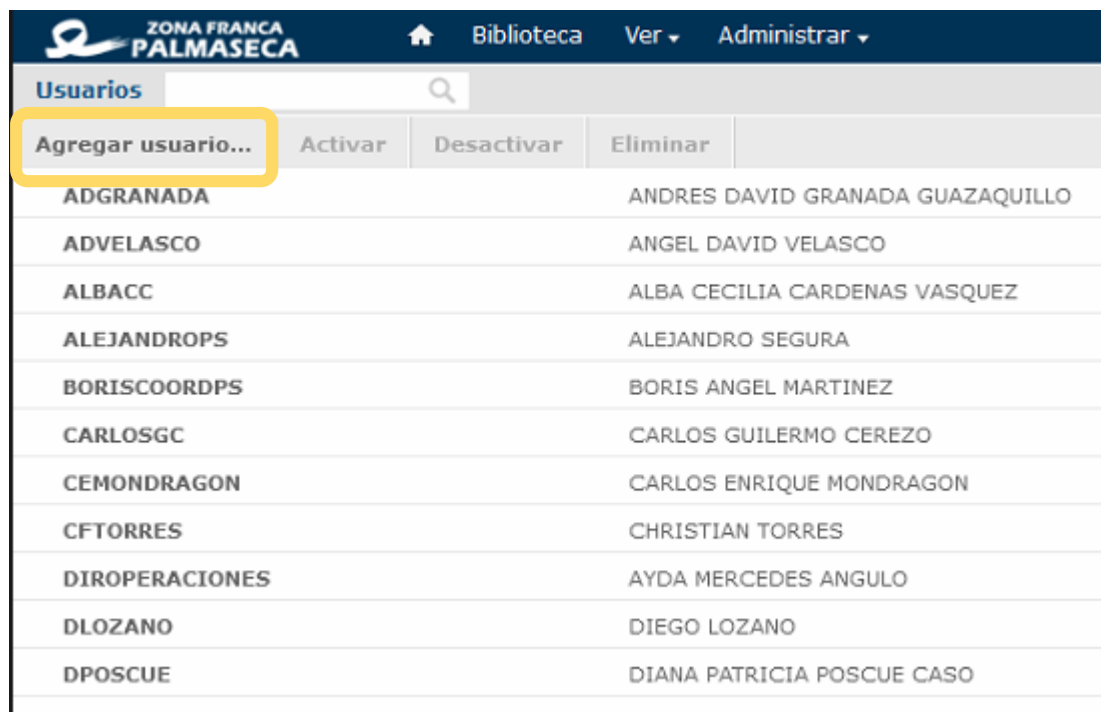 ZONA FRANCA
PALMASECA
Biblioteca Ver Administrar
Usuarios
Agregar usuario... Activar Desactivar Eliminar
ADGRANADA ANDRES DAVID GRANADA GUAZAQUILLO
ADVELASCO ANGEL DAVID VELASCO
ALBACC ALBA CECILIA CARDENAS VASQUEZ
ALEJANDROPS ALEJANDRO SEGURA
BORISCOORDPS BORIS ANGEL MARTINEZ
CARLOSGC CARLOS GUILERMO CEREZO
CEMONDRAGON CARLOS ENRIQUE MONDRAGON
CFTORRES CHRISTIAN TORRES
DIROPERACIONES AYDA MERCEDES ANGULO
DLOZANO DIEGO LOZANO
DPOSCUE DIANA PATRICIA POSCUE CASO